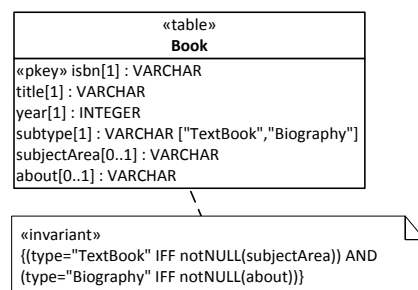 «table»
Book
«pkey» isbn[1] : VARCHAR
title[1] : VARCHAR
year[1] : INTEGER
subtype[1] : VARCHAR ["TextBook","Biography"]
subjectArea[0..1] : VARCHAR
about[0..1] : VARCHAR
«invariant»
{(type="TextBook" IFF notNULL(subjectArea)) AND
(type="Biography" IFF notNULL(about))}